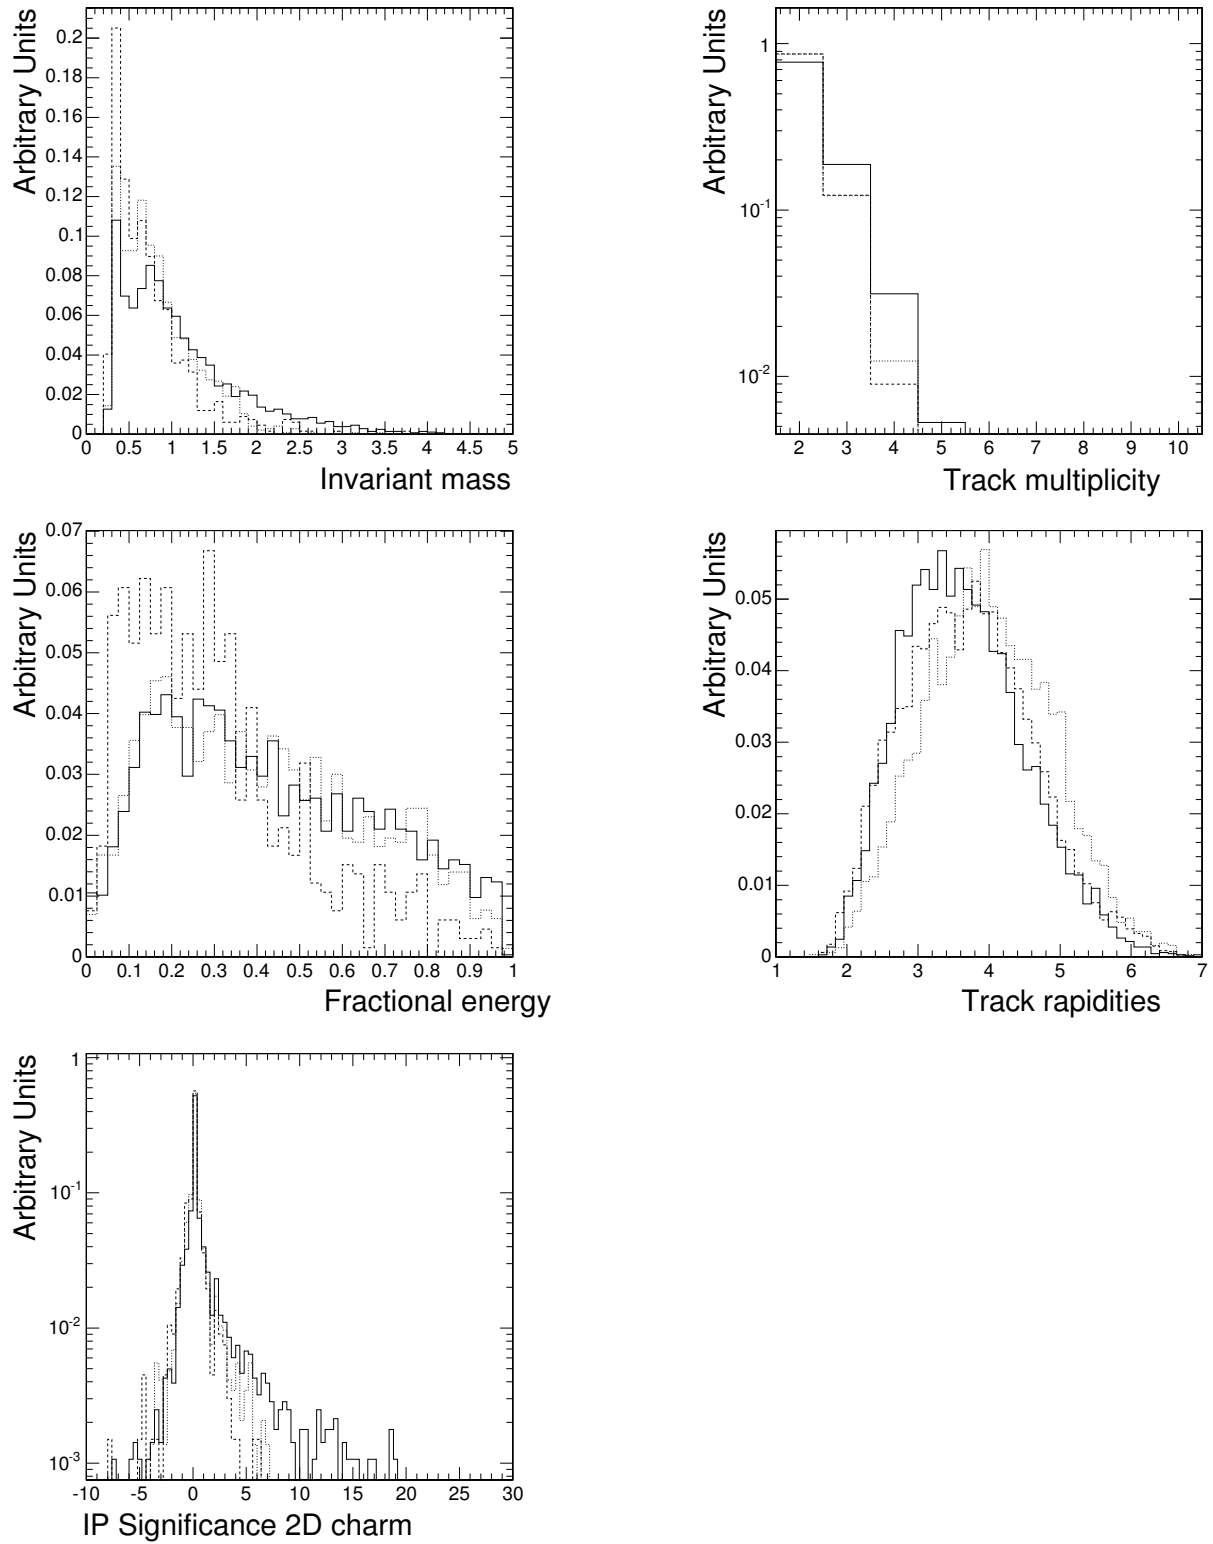 Arbitrary Units
0.2
0.18
0.16
0.14
0.12
0.1
0.08
0.06
0.04
0.02
0
0 0.5 1 1.5 2 2.5 3 3.5 4 4.5 5
Invariant mass
Arbitrary Units
1
10-1
10-2
2 3 4 5 6 7 8 9 10
Track multiplicity
Arbitrary Units
0.07
0.06
0.05
0.04
0.03
0.02
0.01
0
0 0.1 0.2 0.3 0.4 0.5 0.6 0.7 0.8 0.9 1
Fractional energy
Arbitrary Units
0.05
0.04
0.03
0.02
0.01
0
1 2 3 4 5 6 7
Track rapidities
Arbitrary Units
1
10-1
10-2
10-3
-10 -5 0 5 10 15 20 25 30
IP Significance 2D charm